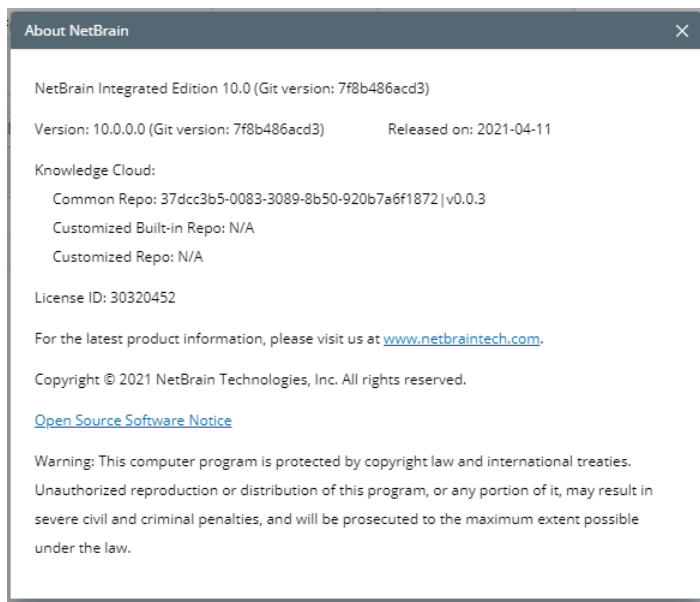 About NetBrain
NetBrain Integrated Edition 10.0 (Git version: 7f8b486acd3)
Version: 10.0.0.0 (Git version: 7f8b486acd3) Released on: 2021-04-11
Knowledge Cloud:
Common Repo: 37dcc3b5-0083-3089-8b50-920b7a6f1872|v0.0.3
Customized Built-in Repo: N/A
Customized Repo: N/A
License ID: 30320452
For the latest product information, please visit us at www.netbraintech.com.
Copyright © 2021 NetBrain Technologies, Inc. All rights reserved.
Open Source Software Notice
Warning: This computer program is protected by copyright law and international treaties.
Unauthorized reproduction or distribution of this program, or any portion of it, may result in
severe civil and criminal penalties, and will be prosecuted to the maximum extent possible
under the law.